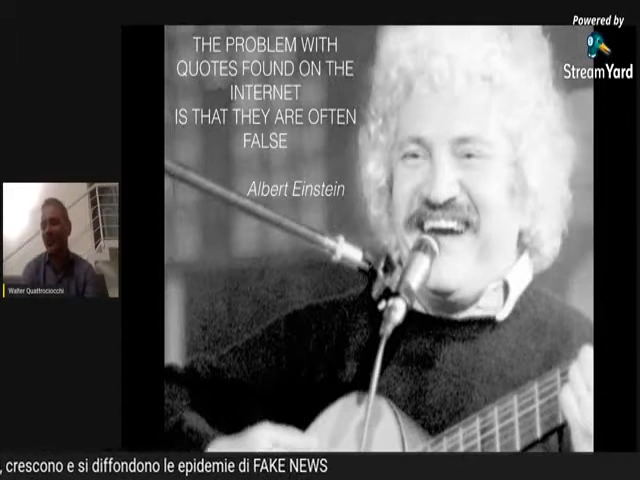 Powered by
StreamYard
THE PROBLEM WITH
QUOTES FOUND ON THE
INTERNET
IS THAT THEY ARE OFTEN
FALSE
Albert Einstein
Walter Quattrociocchi
, crescono e si diffondono le epidemie di FAKE NEWS